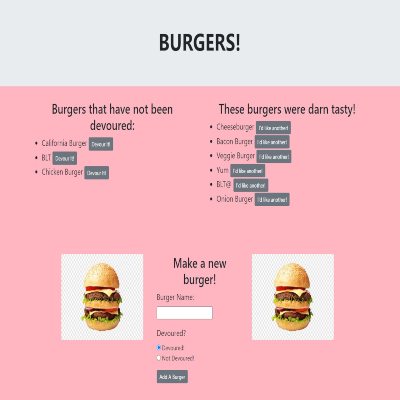 BURGERS!
Burgers that have not been
devoured:
California Burger Devour It!
BLT Devour It!
Chicken Burger Devour It!
These burgers were darn tasty!
Cheeseburger I'd like another!
Bacon Burger I'd like another!
Veggie Burger I'd like another!
Yum I'd like another!
BLT@ I'd like another!
Onion Burger I'd like another!
Make a new
burger!
Burger Name:
Devoured?
Devoured!
Not Devoured!
Add A Burger